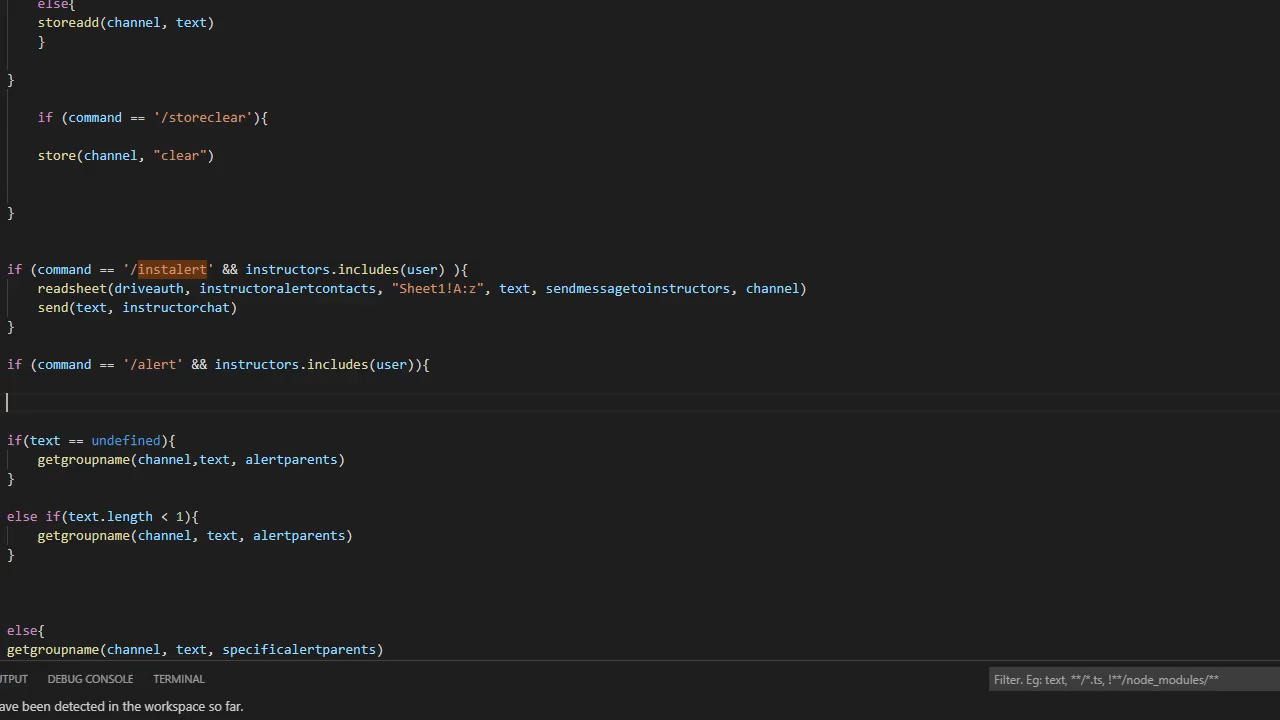 else{
storeadd(channel, text)
}
}
if (command == '/storeclear'){
store(channel, "clear")
}
if (command == '/instalert' && instructors.includes(user) ){
readsheet(driveauth, instructoralertcontacts, "Sheet1!A:z", text, sendmessagetoinstructors, channel)
send(text, instructorchat)
}
if (command == '/alert' && instructors.includes(user)){
if(text == undefined){
getgroupname(channel,text, alertparents)
}
else if(text.length < 1){
getgroupname(channel, text, alertparents)
}
else{
getgroupname(channel, text, specificalertparents)
UTPUT DEBUG CONSOLE TERMINAL Filter. Eg: text, **/*.ts, !**/node_modules/**
ave been detected in the workspace so far.